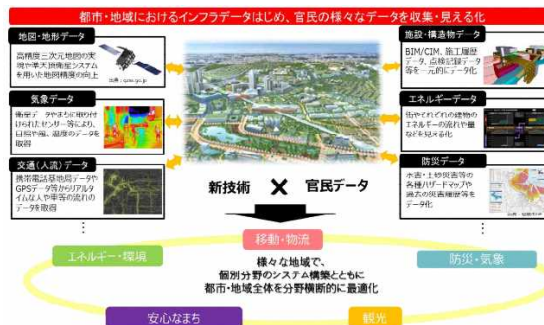 都市・地域におけるインフラデータはじめ、官民の様々なデータを収集・見える化
地図・地形データ
高精度三次元地図の実
現や準天頂衛星システム
を用いた地図精度の向上
気象データ
衛星データやまちに取り付
けられたセンサー等により、
日照や風、温度のデータを
取得
交通（人流）データ
携帯電話基地局データや
GPSデータ等からリアルタ
イムな人や車等の流れの
データを取得
⋮
施設・構造物データ
BIM/CIM、施工履歴
データ、点検記録データ
等を一元的にデータ化
エネルギーデータ
街やそれぞれの建物の
エネルギーの流れや量
などを見える化
防災データ
水害・土砂災害等の
各種ハザードマップや
過去の災害履歴等を
データ化
⋮
新技術 × 官民データ
移動・物流
エネルギー・環境
防災・気象
様々な地域で、
個別分野のシステム構築とともに
都市・地域全体を分野横断的に最適化
安心なまち
観光